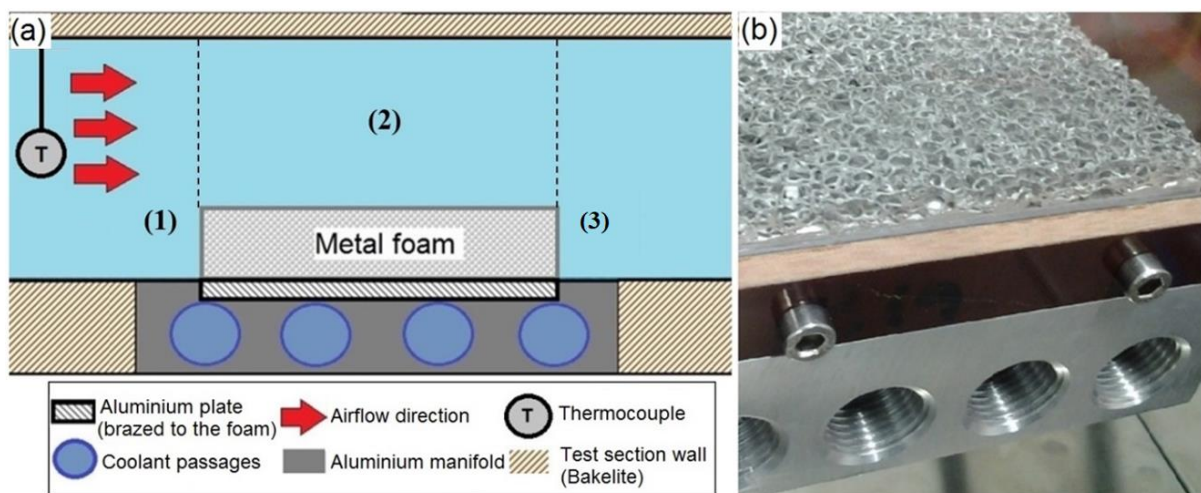 (a)
(b)
T
(2)
(1)
(3)
Metal foam
Aluminium plate
(brazed to the foam)
Airflow direction
T
Thermocouple
Coolant passages
Aluminium manifold
Test section wall
(Bakelite)